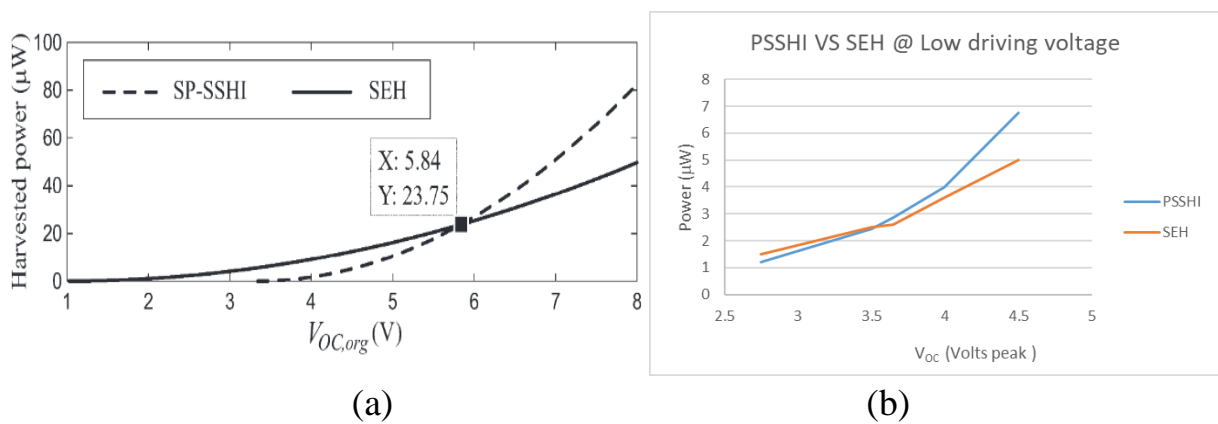 Harvested power (µW)
100
80
60
40
20
0
SP-SSHI SEH
X: 5.84
Y: 23.75
1 2 3 4 5 6 7 8
V_OC,org (V)
(a)
PSSHI VS SEH @ Low driving voltage
Power (µW)
8
7
6
5
4
3
2
1
0
2.5 3 3.5 4 4.5 5
V_OC (Volts peak )
PSSHI
SEH
(b)